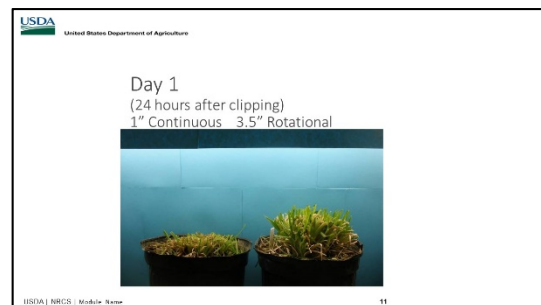 USDA
United States Department of Agriculture
Day 1
(24 hours after clipping)
1” Continuous 3.5” Rotational
USDA | NRCS | Module Name
11